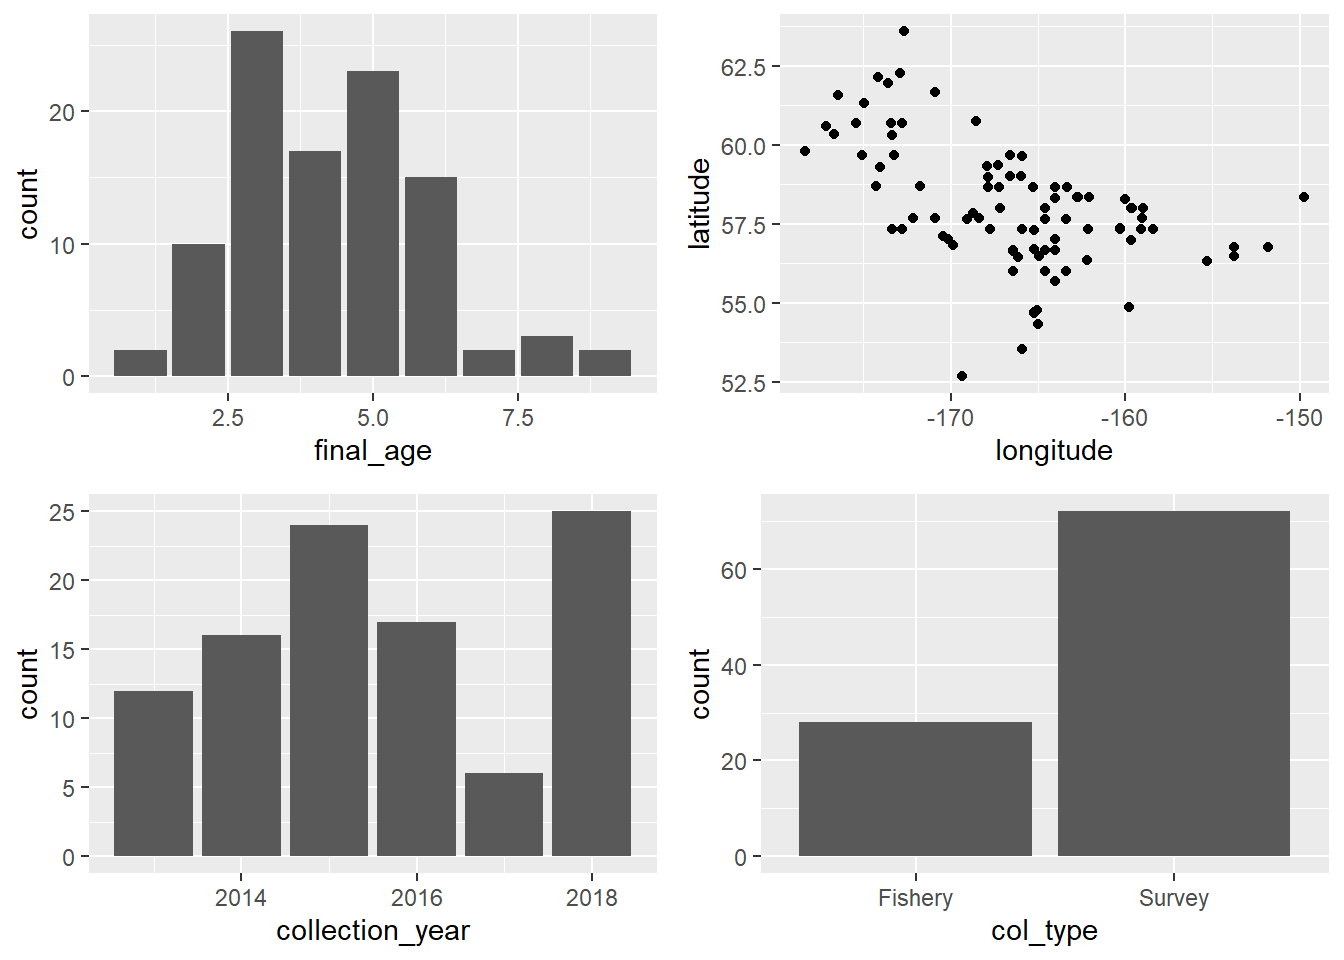 count
20
10
0
2.5 5.0 7.5
final_age
latitude
62.5
60.0
57.5
55.0
52.5
-170 -160 -150
longitude
count
25
20
15
10
5
0
2014 2016 2018
collection_year
count
60
40
20
0
Fishery Survey
col_type